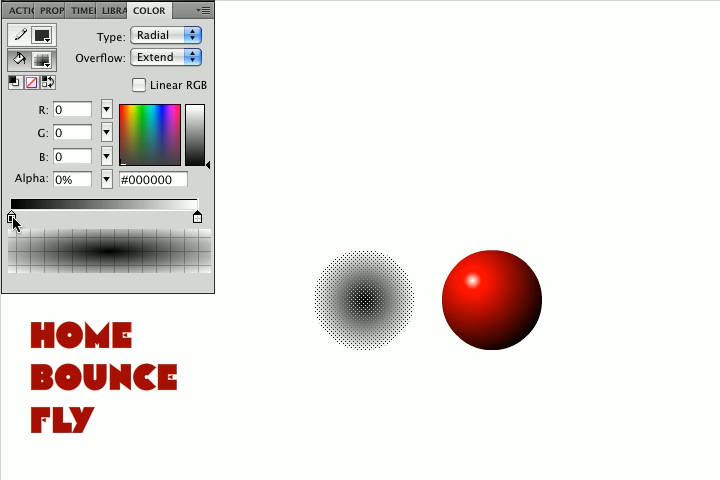 ACTI PROP TIMEI LIBRA COLOR
Type: Radial
Overflow: Extend
Linear RGB
R: 0
G: 0
B: 0
Alpha: 0% #000000
HOME
BOUNCE
FLY